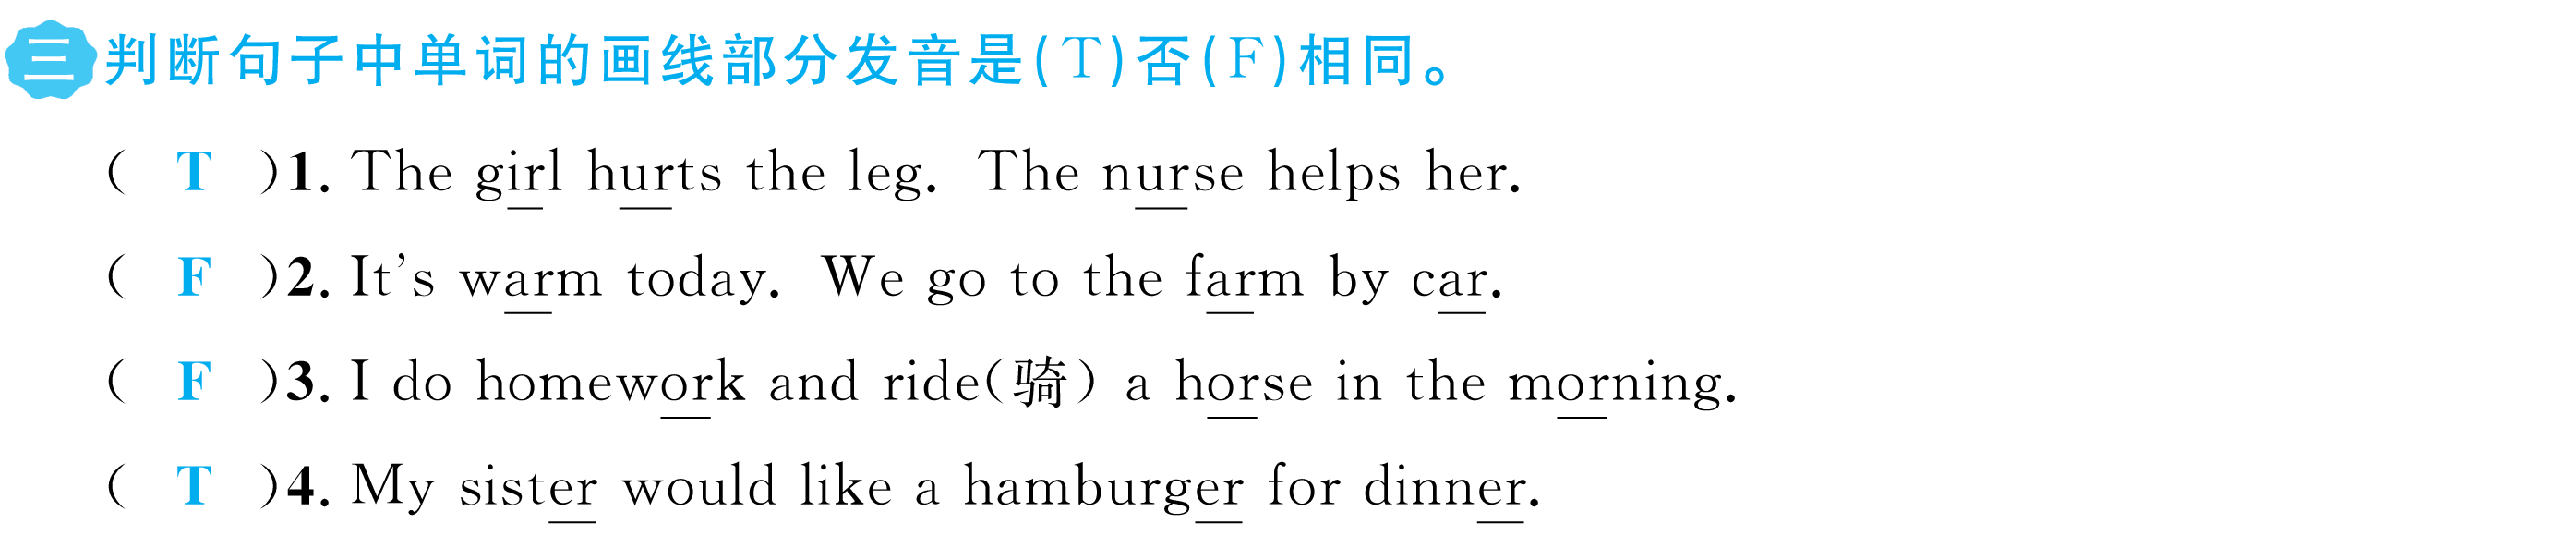 三 判断句子中单词的画线部分发音是(T)否(F)相同。
( T )1. The girl hurts the leg. The nurse helps her.
( F )2. It's warm today. We go to the farm by car.
( F )3. I do homework and ride(骑) a horse in the morning.
( T )4. My sister would like a hamburger for dinner.